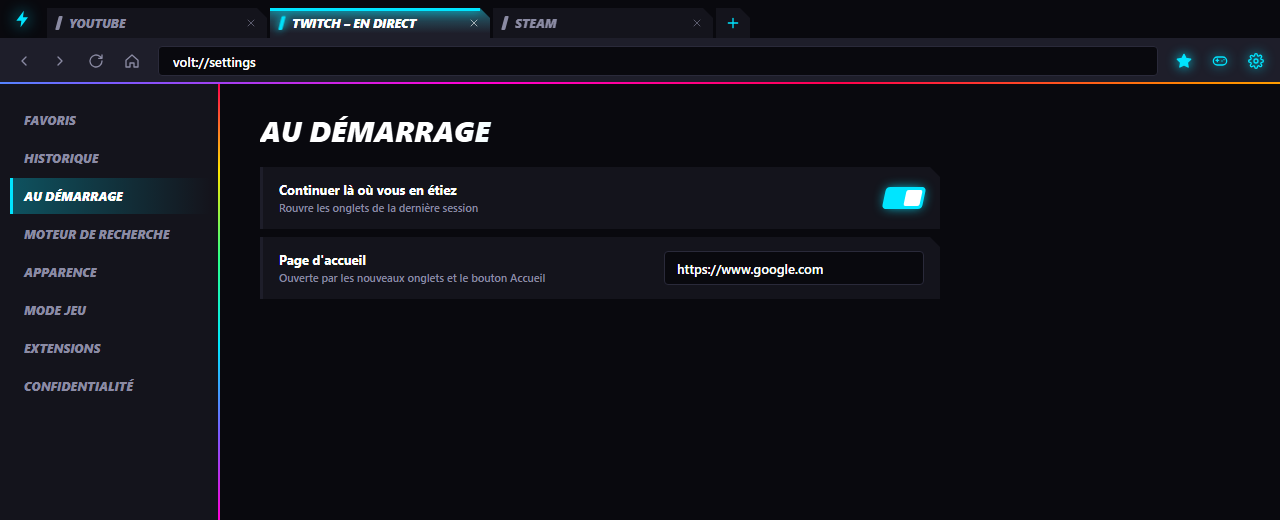 YOUTUBE
TWITCH – EN DIRECT
STEAM
volt://settings
FAVORIS
HISTORIQUE
AU DÉMARRAGE
MOTEUR DE RECHERCHE
APPARENCE
MODE JEU
EXTENSIONS
CONFIDENTIALITÉ
AU DÉMARRAGE
Continuer là où vous en étiez
Rouvre les onglets de la dernière session
Page d'accueil
Ouverte par les nouveaux onglets et le bouton Accueil
https://www.google.com